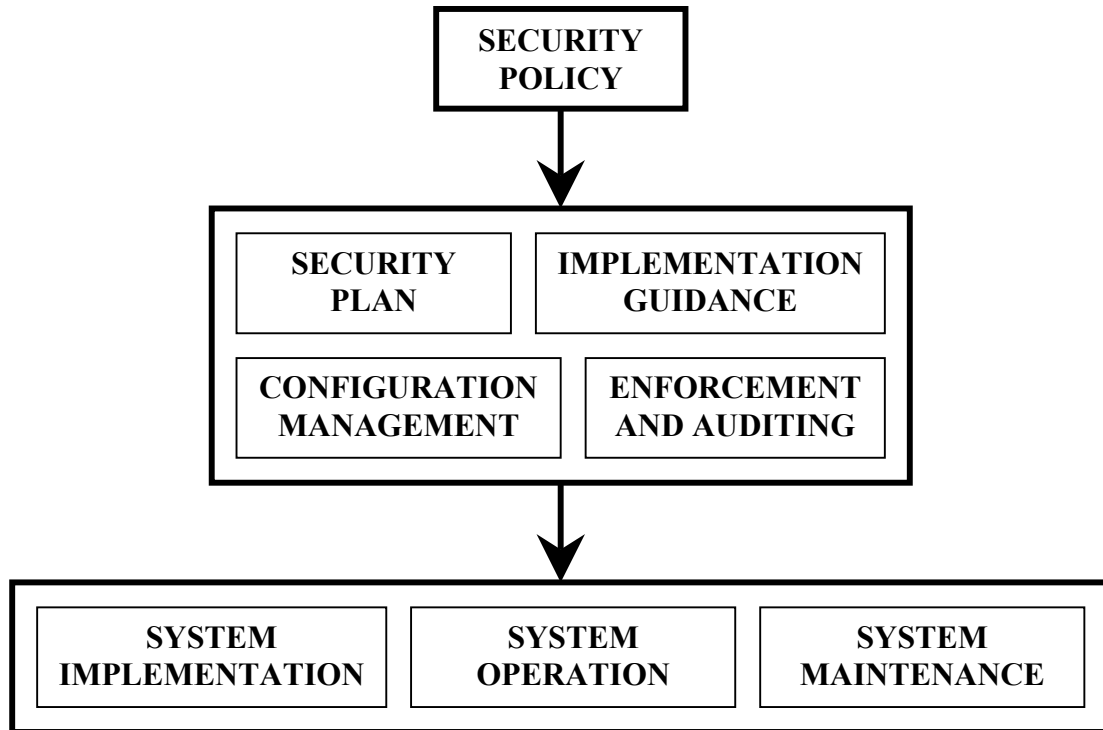 SECURITY
POLICY
SECURITY
PLAN
IMPLEMENTATION
GUIDANCE
CONFIGURATION
MANAGEMENT
ENFORCEMENT
AND AUDITING
SYSTEM
IMPLEMENTATION
SYSTEM
OPERATION
SYSTEM
MAINTENANCE